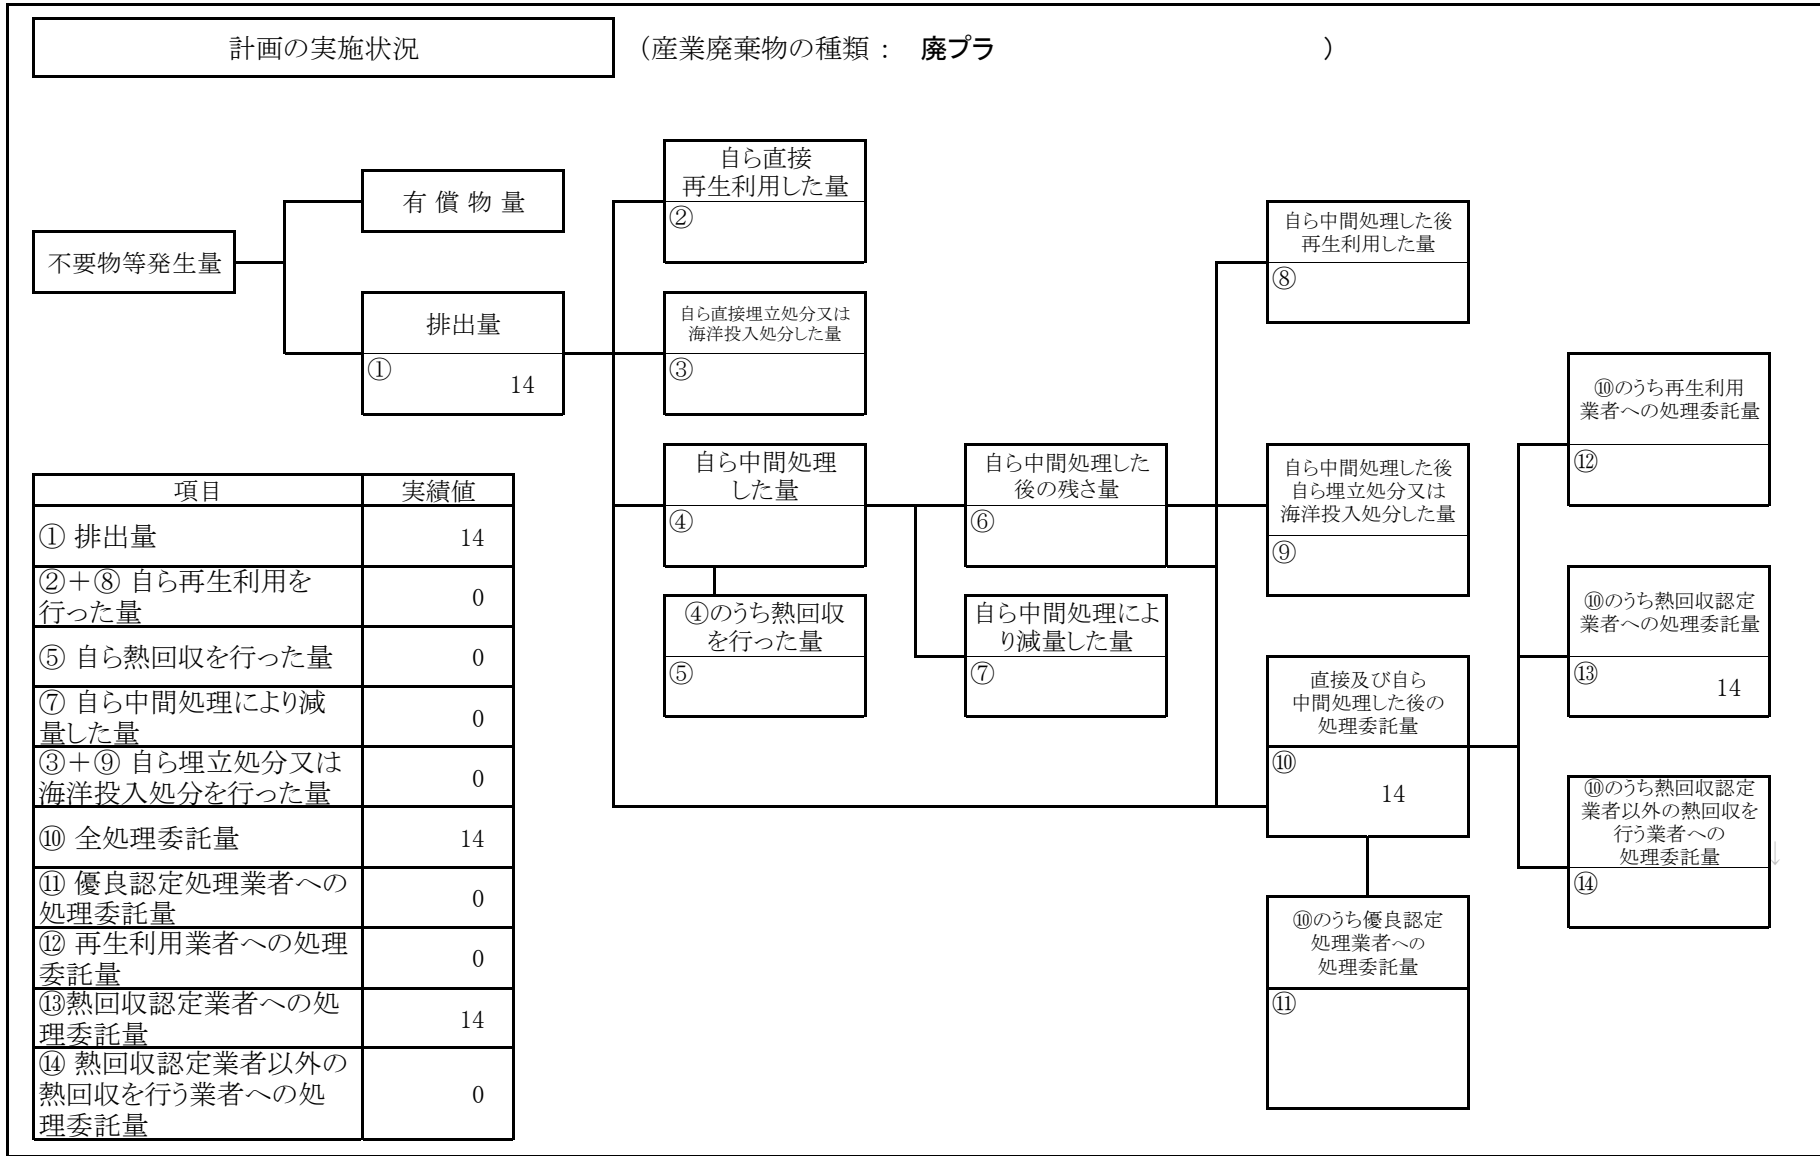 計画の実施状況
（産業廃棄物の種類： 廃プラ ）
不要物等発生量
有 償 物 量
排出量
① 14
自ら直接
再生利用した量
②
自ら直接埋立処分又は
海洋投入処分した量
③
自ら中間処理
した量
④
④のうち熱回収
を行った量
⑤
自ら中間処理した
後の残さ量
⑥
自ら中間処理によ
り減量した量
⑦
自ら中間処理した後
再生利用した量
⑧
自ら中間処理した後
自ら埋立処分又は
海洋投入処分した量
⑨
直接及び自ら
中間処理した後の
処理委託量
⑩
14
⑩のうち優良認定
処理業者への
処理委託量
⑪
⑩のうち再生利用
業者への処理委託量
⑫
⑩のうち熱回収認定
業者への処理委託量
⑬
14
⑩のうち熱回収認定
業者以外の熱回収を
行う業者への
処理委託量 ↓
⑭
項目 実績値
① 排出量 14
②＋⑧ 自ら再生利用を
行った量 0
⑤ 自ら熱回収を行った量 0
⑦ 自ら中間処理により減
量した量 0
③＋⑨ 自ら埋立処分又は
海洋投入処分を行った量 0
⑩ 全処理委託量 14
⑪ 優良認定処理業者への
処理委託量 0
⑫ 再生利用業者への処理
委託量 0
⑬熱回収認定業者への処
理委託量 14
⑭ 熱回収認定業者以外の
熱回収を行う業者への処
理委託量 0